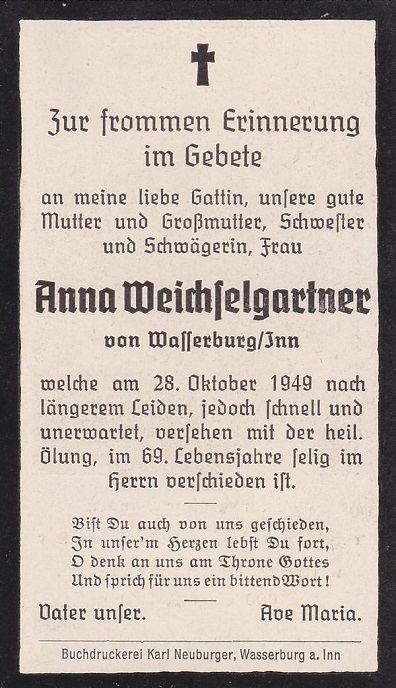 Zur frommen Erinnerung
im Gebete
an meine liebe Gattin, unsere gute
Mutter und Großmutter, Schwester
und Schwägerin, Frau
Anna Weichselgartner
von Wasserburg/Inn
welche am 28. Oktober 1949 nach
längerem Leiden, jedoch schnell und
unerwartet, versehen mit der heil.
Ölung, im 69. Lebensjahre selig im
Herrn verschieden ist.
Bist Du auch von uns geschieden,
In unser'm Herzen lebst Du fort,
O denk an uns am Throne Gottes
Und sprich für uns ein bittend Wort!
Vater unser. Ave Maria.
Buchdruckerei Karl Neuburger, Wasserburg a. Inn